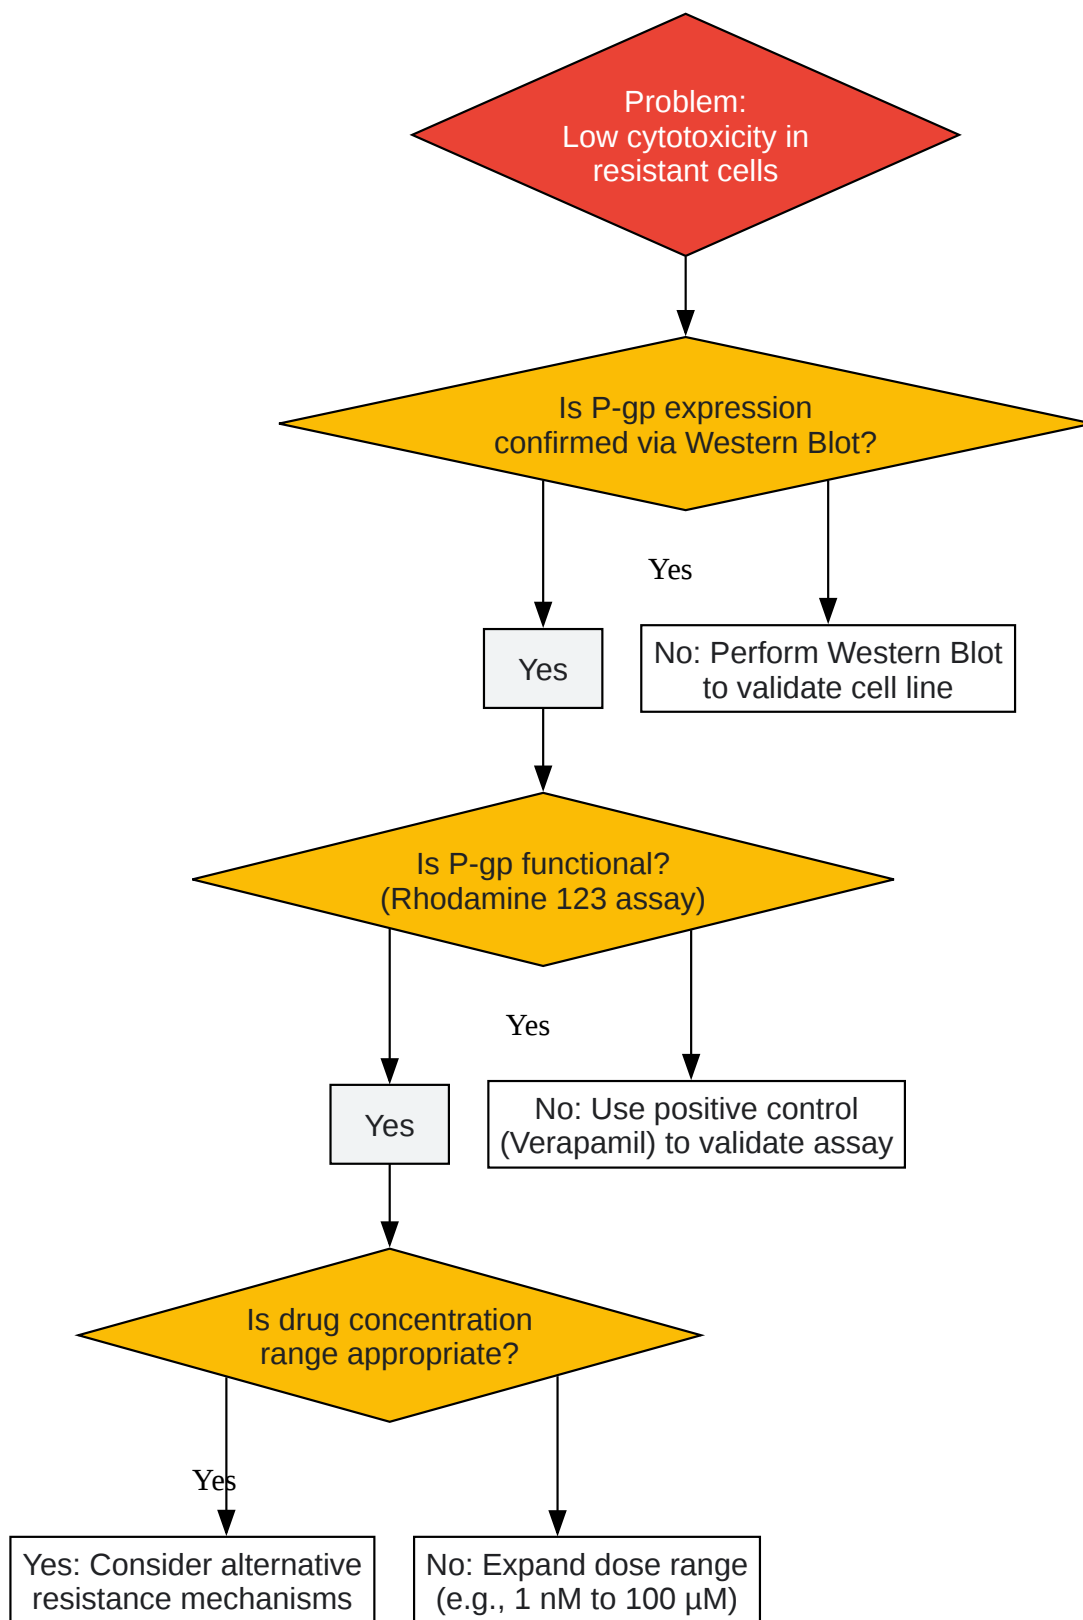 Problem:
Low cytotoxicity in
resistant cells
Is P-gp expression
confirmed via Western Blot?
Yes
Yes
No: Perform Western Blot
to validate cell line
Is P-gp functional?
(Rhodamine 123 assay)
Yes
Yes
No: Use positive control
(Verapamil) to validate assay
Is drug concentration
range appropriate?
Yes
Yes: Consider alternative
resistance mechanisms
No: Expand dose range
(e.g., 1 nM to 100 µM)